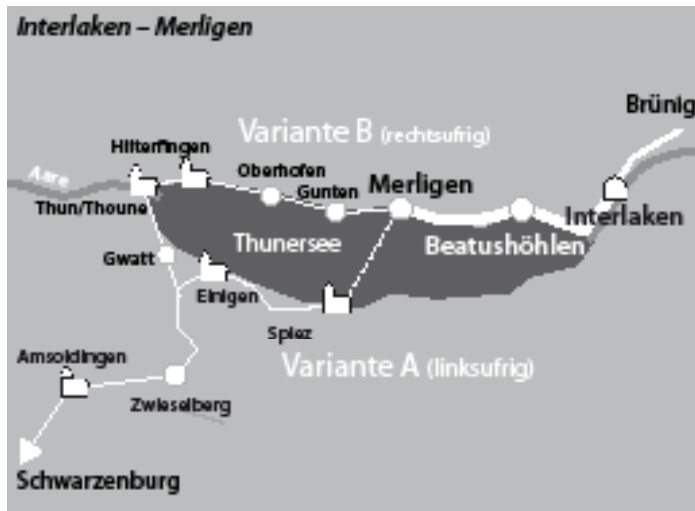 Interlaken – Merligen
Brünig
Variante B (rechtsufrig)
Hilterfingen
Aare
Oberhofen
Gunten
Merligen
Thun/Thoune
Interlaken
Thunersee
Beatushöhlen
Gwatt
Einigen
Spiez
Amsoldingen
Variante A (linksufrig)
Zwieselberg
Schwarzenburg